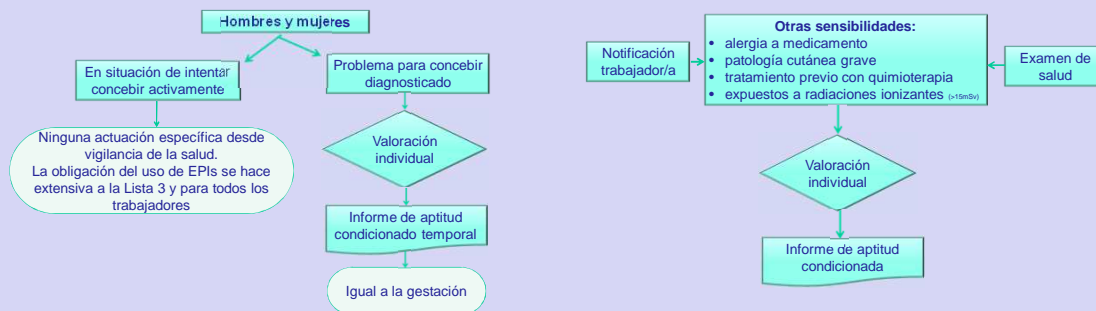 Hombres y mujeres
En situación de intentar
concebir activamente
Ninguna actuación específica desde
vigilancia de la salud.
La obligación del uso de EPIs se hace
extensiva a la Lista 3 y para todos los
trabajadores
Problema para concebir
diagnosticado
Valoración
individual
Informe de aptitud
condicionado temporal
Igual a la gestación
Notificación
trabajador/a
Otras sensibilidades:
• alergia a medicamento
• patología cutánea grave
• tratamiento previo con quimioterapia
• expuestos a radiaciones ionizantes (>15mSv)
Examen de
salud
Valoración
individual
Informe de aptitud
condicionada